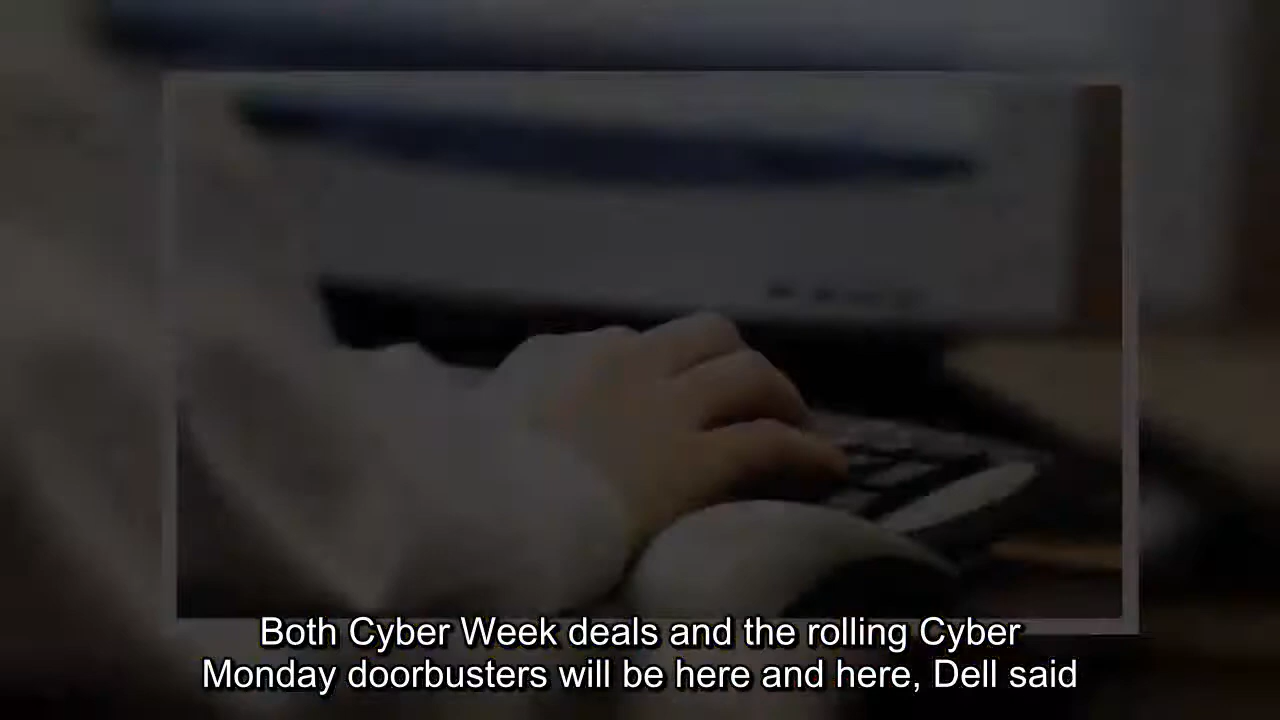 Both Cyber Week deals and the rolling Cyber
Monday doorbusters will be here and here, Dell said